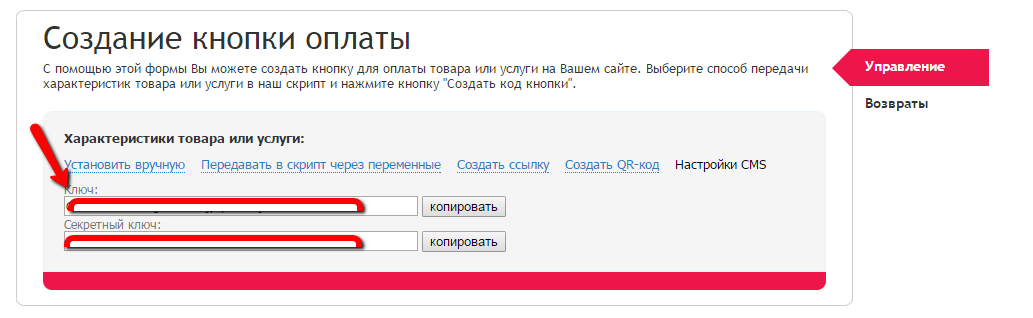 Создание кнопки оплаты
С помощью этой формы Вы можете создать кнопку для оплаты товара или услуги на Вашем сайте. Выберите способ передачи
характеристик товара или услуги в наш скрипт и нажмите кнопку "Создать код кнопки".
Управление
Возвраты
Характеристики товара или услуги:
Установить вручную Передавать в скрипт через переменные Создать ссылку Создать QR-код Настройки CMS
Ключ:
копировать
Секретный ключ:
копировать